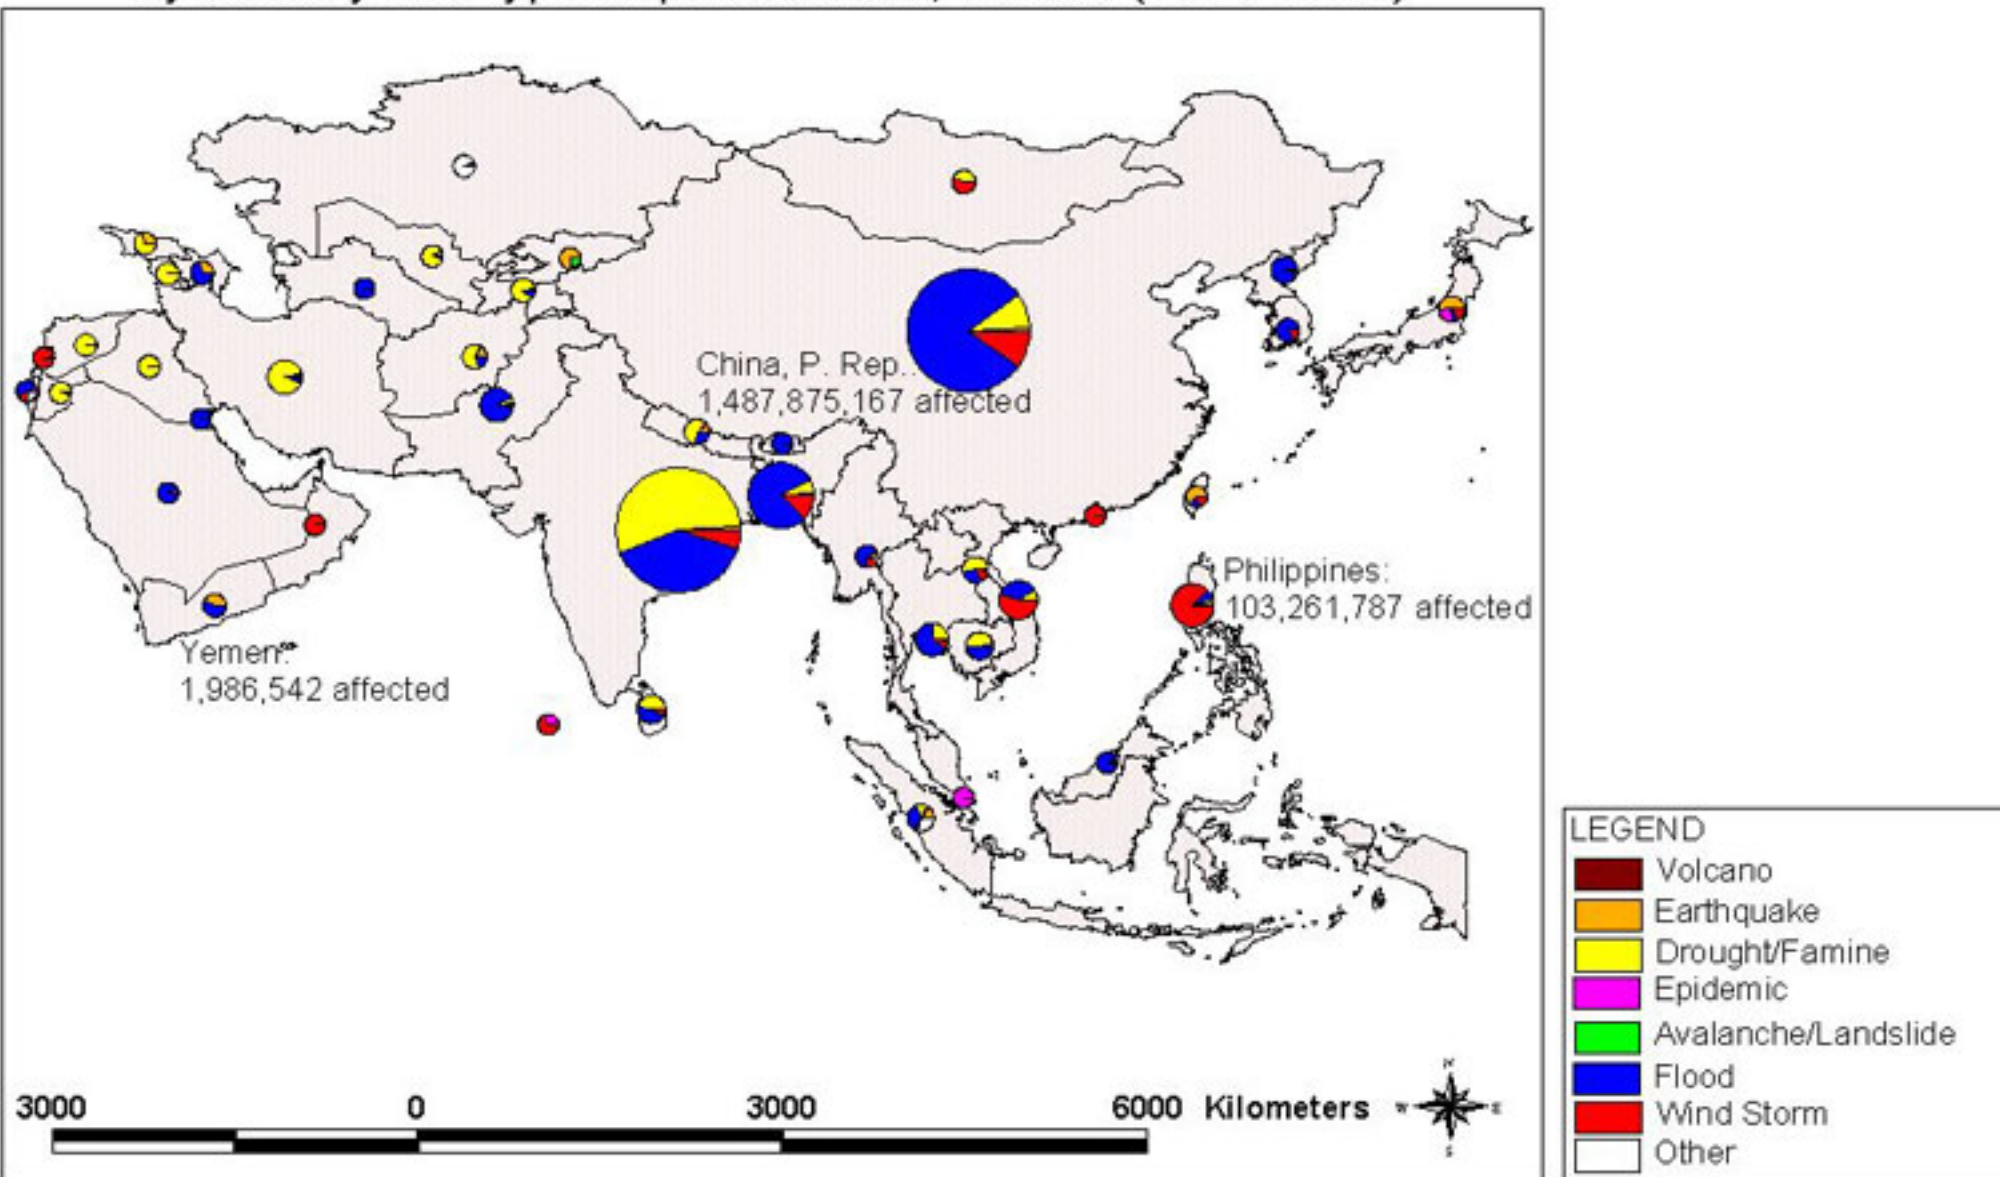 China, P. Rep.:
1,487,875,167 affected
Philippines:
103,261,787 affected
Yemen:
1,986,542 affected
LEGEND
Volcano
Earthquake
Drought/Famine
Epidemic
Avalanche/Landslide
Flood
Wind Storm
Other
3000 0 3000 6000 Kilometers
N
W E
S